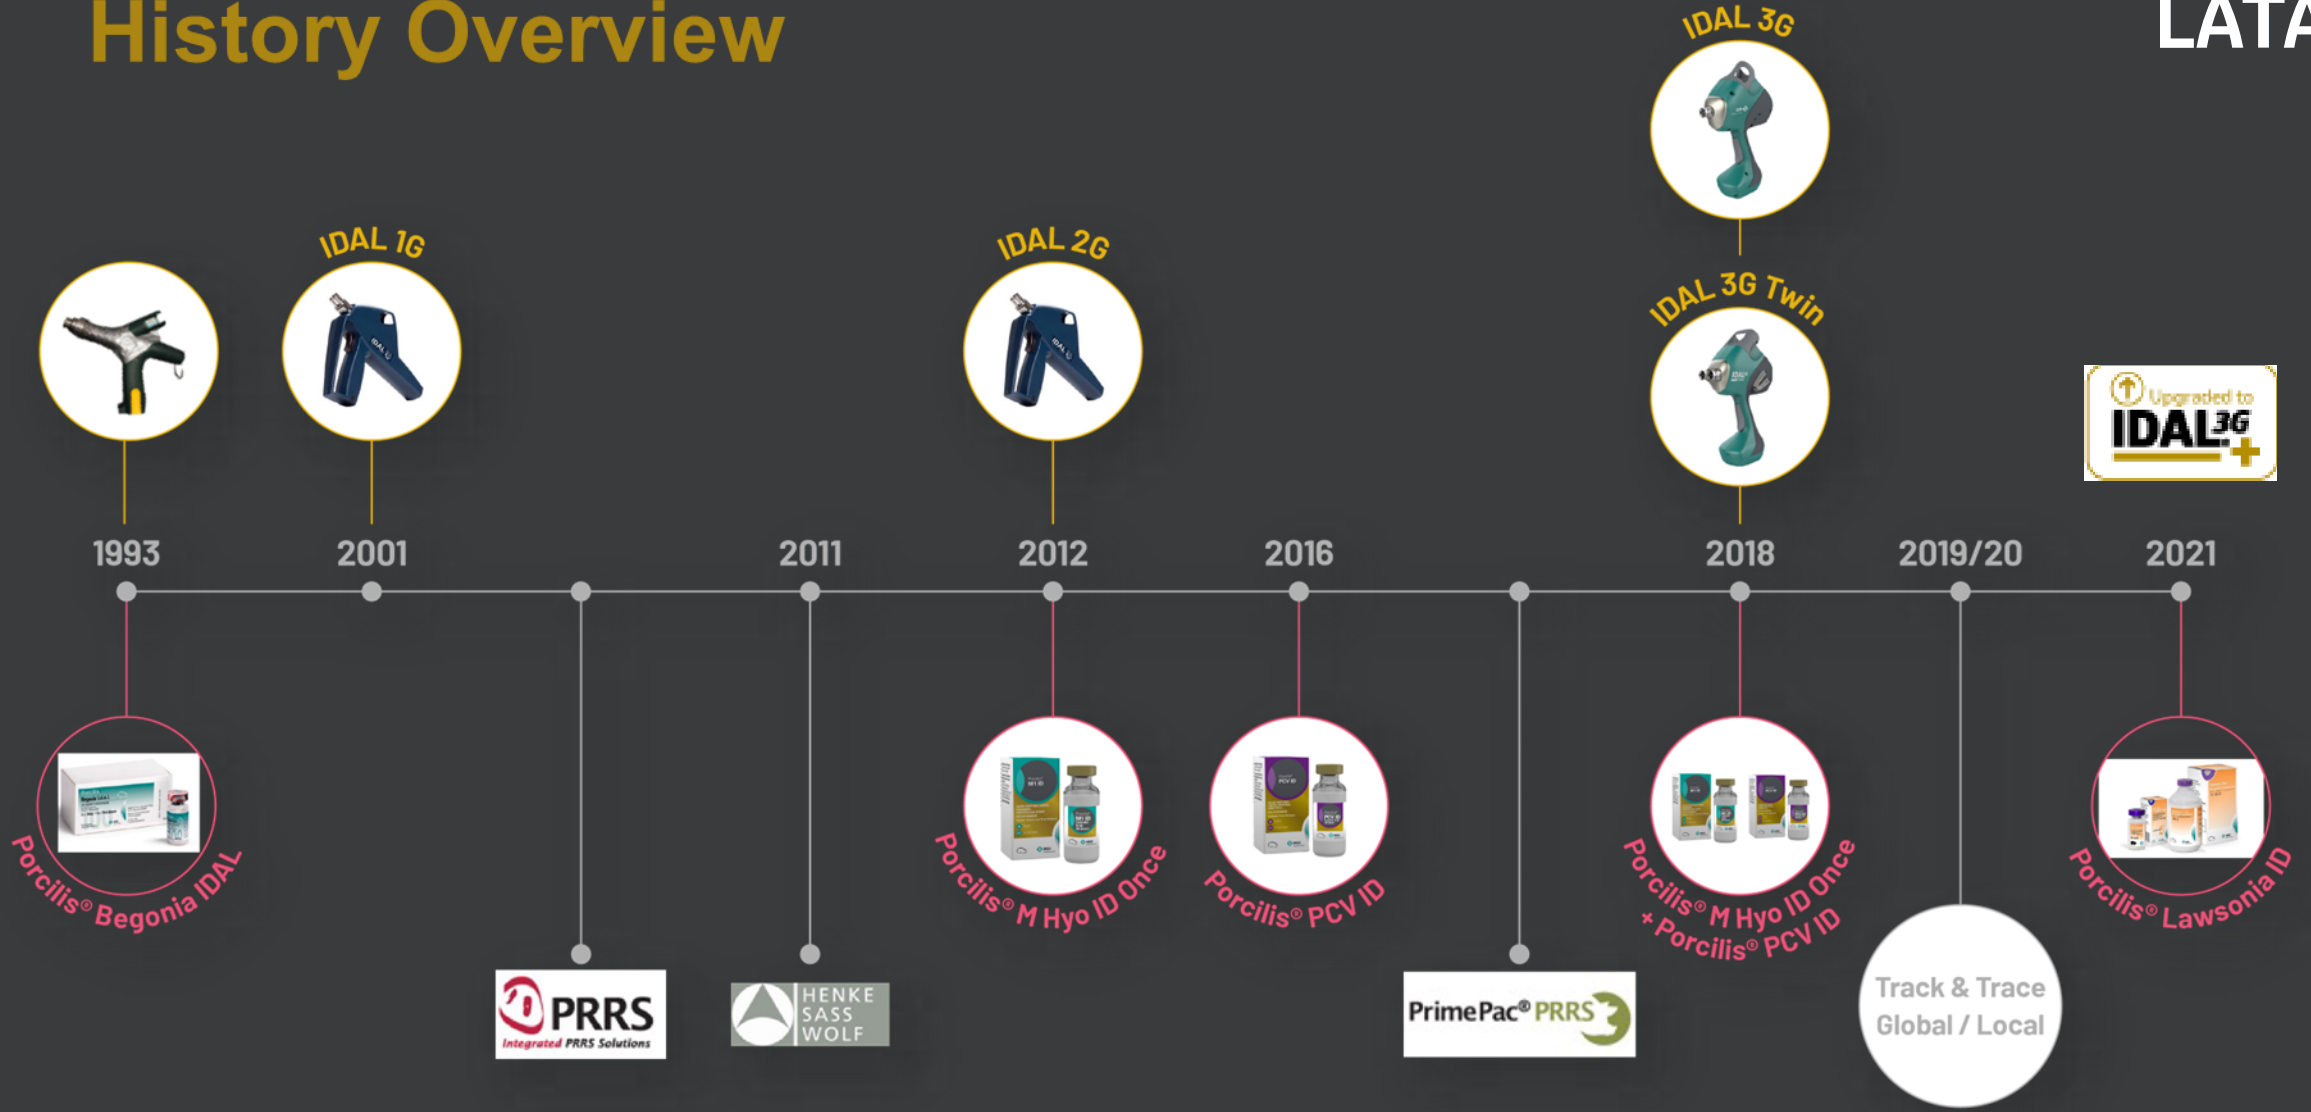 History Overview
LATA
IDAL 3G
IDAL 1G
IDAL 2G
IDAL 3G Twin
Upgraded to
IDAL 3G
+
1993
2001
2011
2012
2016
2018
2019/20
2021
Porcilis® Begonia IDAL
Porcilis® M Hyo ID Once
Porcilis® PCV ID
Porcilis® M Hyo ID Once
+ Porcilis® PCV ID
Porcilis® Lawsonia ID
PRRS
Integrated PRRS Solutions
HENKE
SASS
WOLF
PrimePac® PRRS
Track & Trace
Global / Local